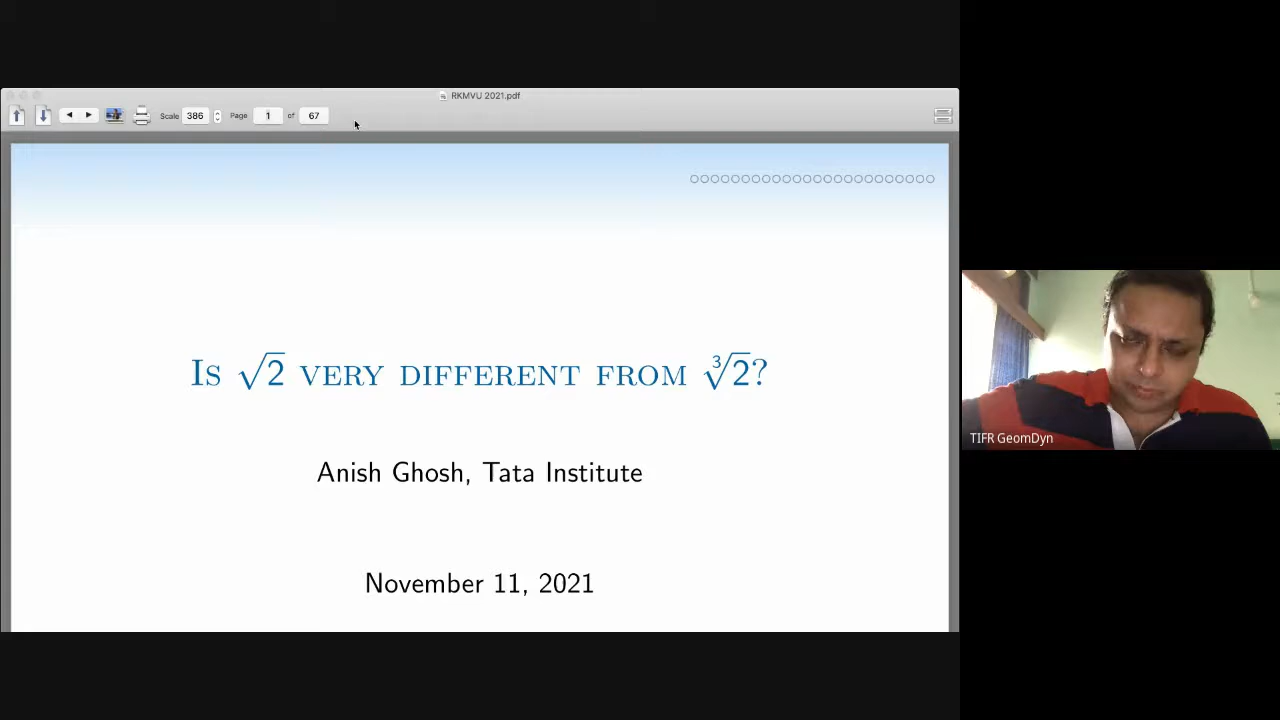 RKMVU 2021.pdf
Scale 386 Page 1 of 67
Is √2 very different from ∛2?
Anish Ghosh, Tata Institute
November 11, 2021
TIFR GeomDyn